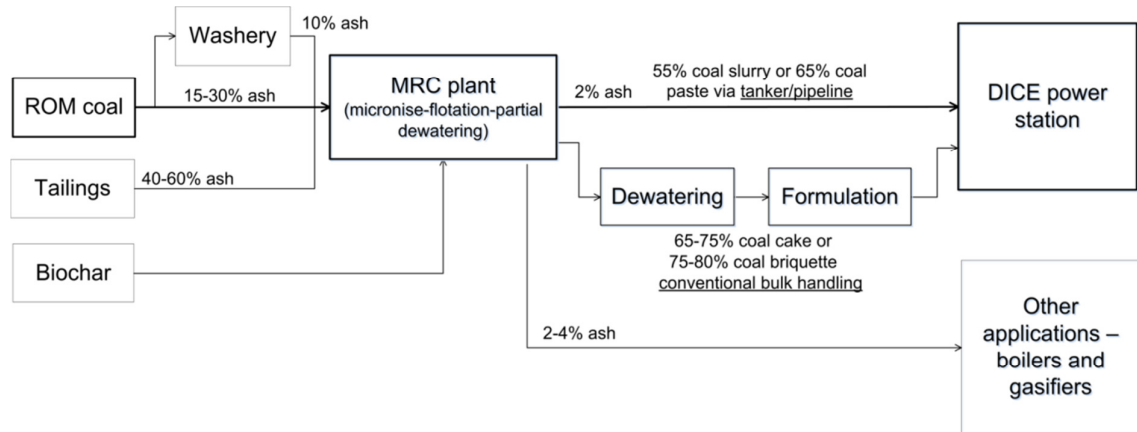 10% ash
Washery
ROM coal
15-30% ash
MRC plant
(micronise-flotation-partial
dewatering)
2% ash
55% coal slurry or 65% coal
paste via tanker/pipeline
DICE power
station
Tailings
40-60% ash
Dewatering
Formulation
65-75% coal cake or
75-80% coal briquette
conventional bulk handling
Biochar
2-4% ash
Other
applications –
boilers and
gasifiers